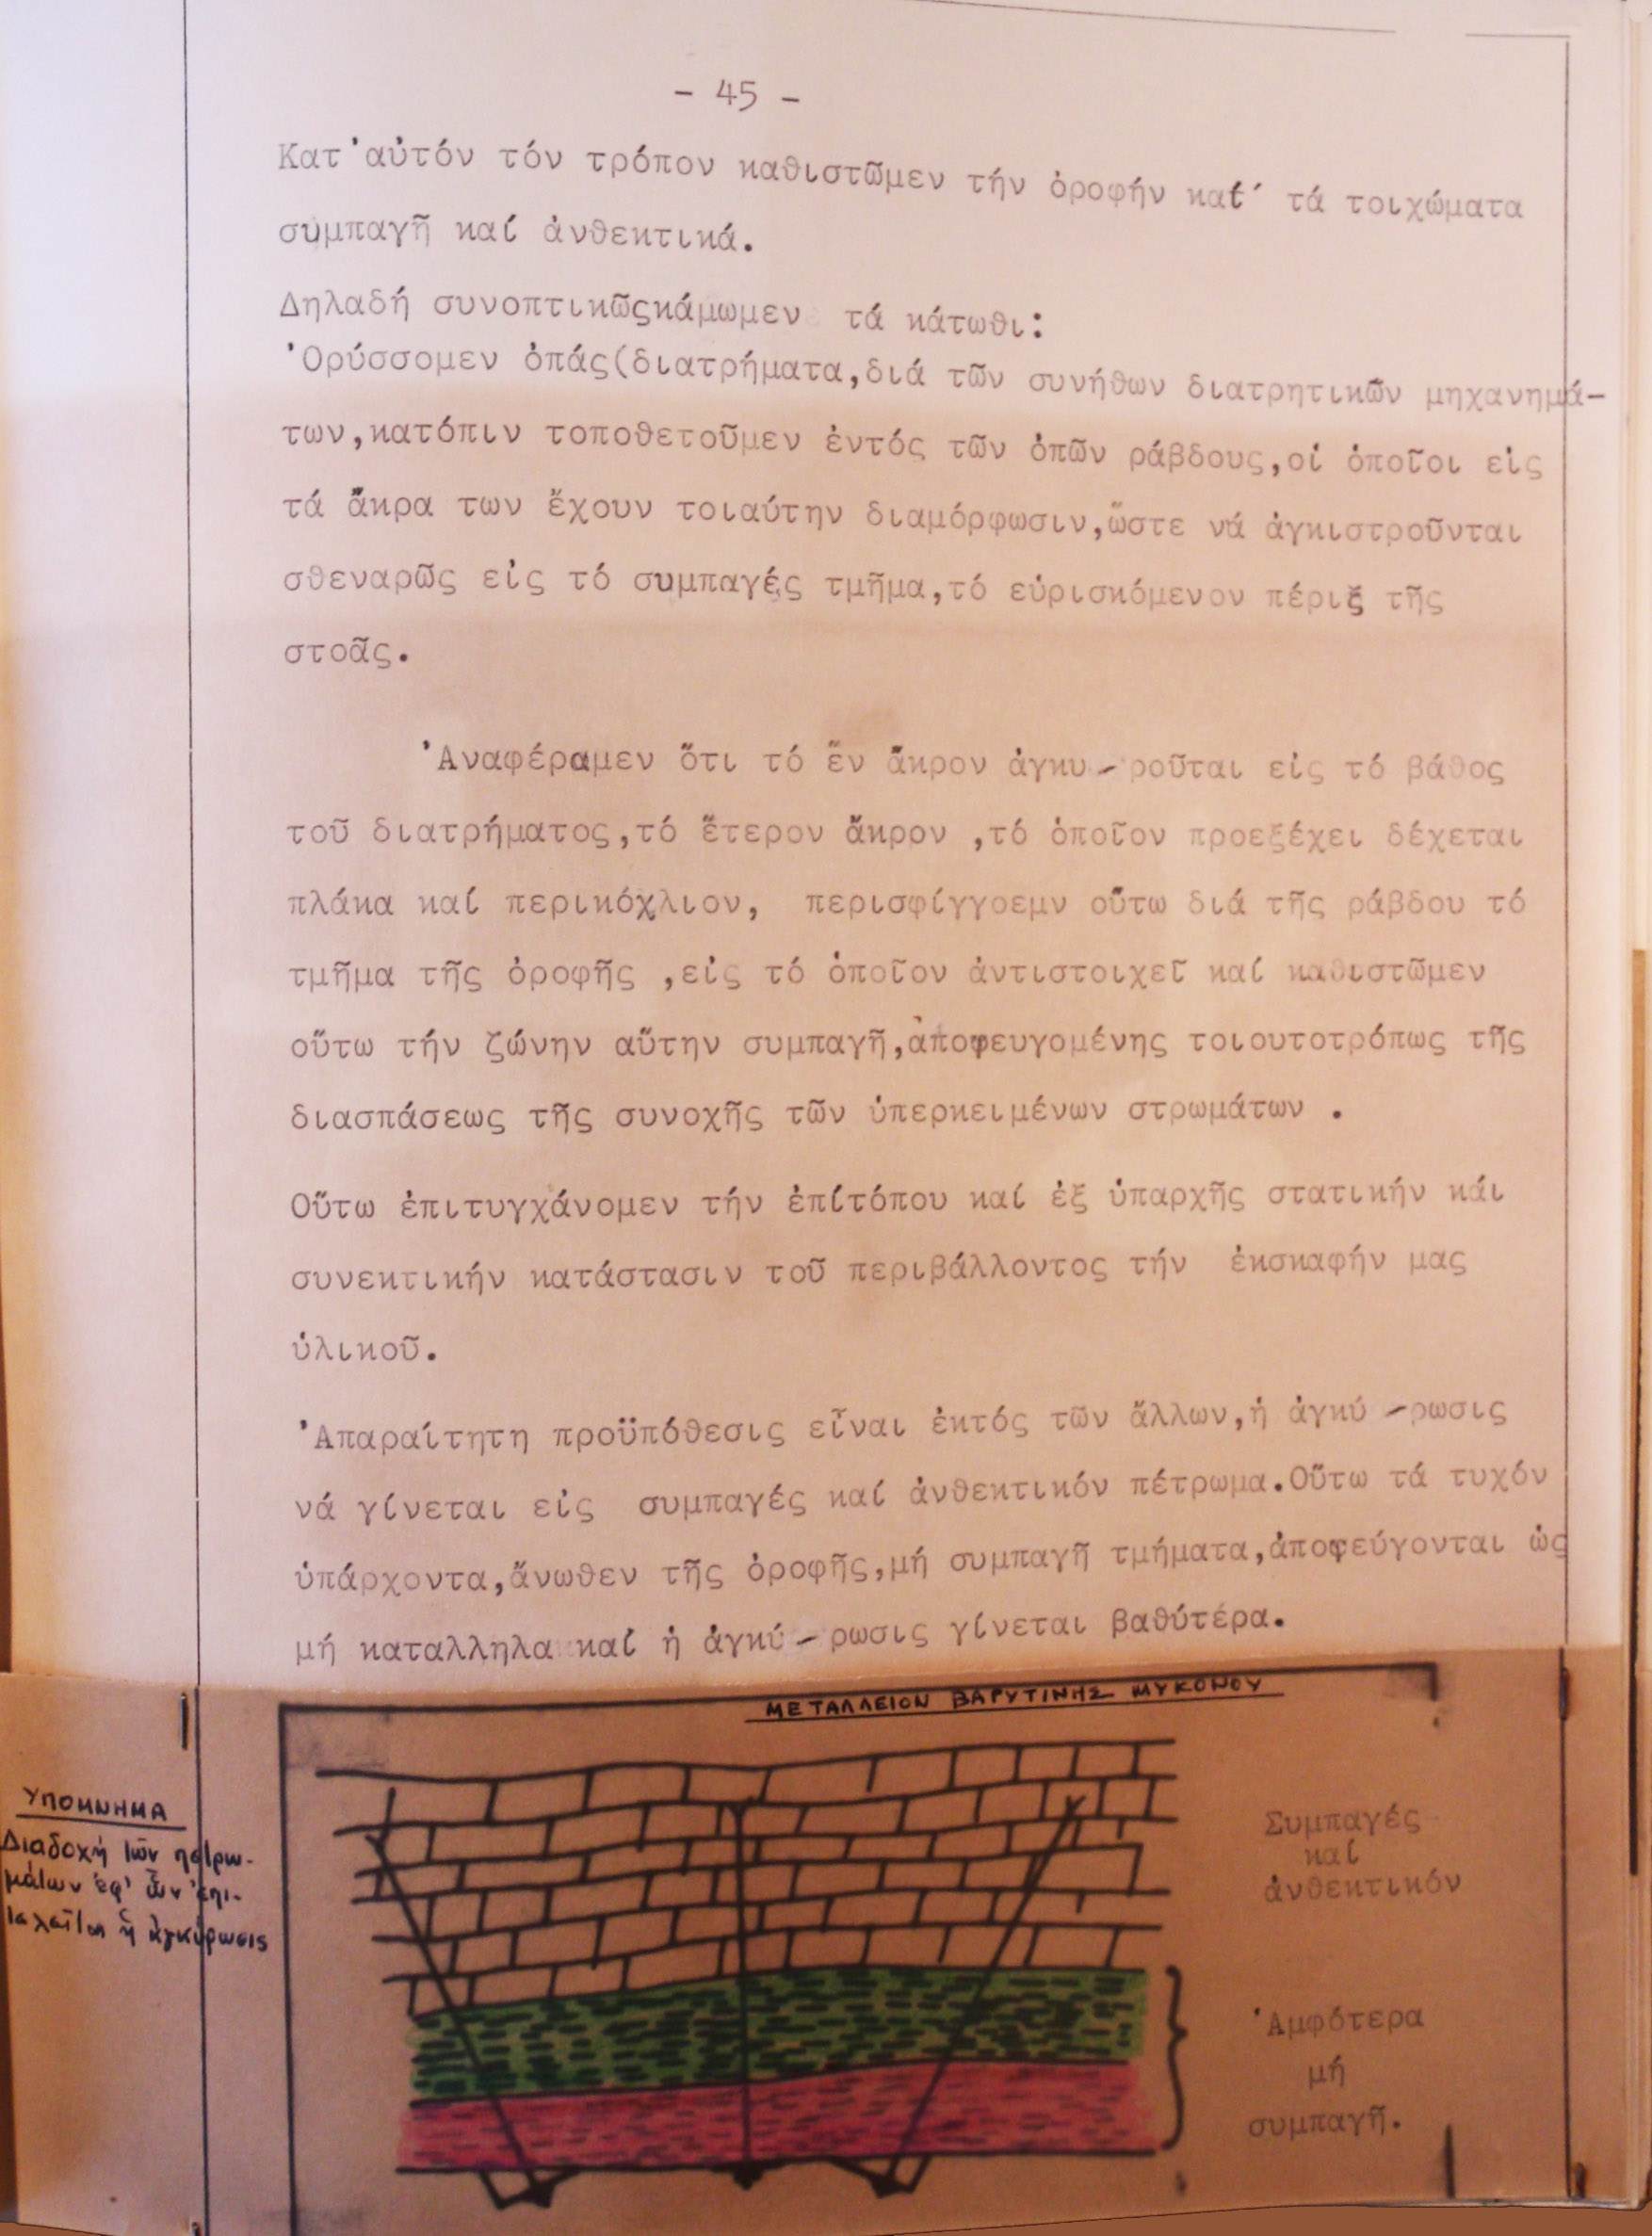 - 45 -
Κατ'αὐτόν τόν τρόπον καθιστῶμεν τήν ὀροφήν κατ' τά τοιχώματα
συμπαγῆ καί ἀνθεκτικά.
Δηλαδή συνοπτικῶςκάμωμεν τά κάτωθι:
Ὀρύσσομεν ὀπάς(διατρήματα,διά τῶν συνήθων διατρητικῶν μηχανημά-
των,κατόπιν τοποθετοῦμεν ἐντός τῶν ὀπῶν ράβδους,οἱ ὁποῖοι εἰς
τά ἄκρα των ἔχουν τοιαύτην διαμόρφωσιν,ὥστε νά ἀγκιστροῦνται
σθεναρῶς εἰς τό συμπαγές τμῆμα,τό εὑρισκόμενον πέριξ τῆς
στοᾶς.
Ἀναφέραμεν ὅτι τό ἕν ἄκρον ἀγκυ-ροῦται εἰς τό βάθος
τοῦ διατρήματος,τό ἕτερον ἄκρον ,τό ὁποῖον προεξέχει δέχεται
πλάκα καί περικόχλιον, περισφίγγοεμν οὕτω διά τῆς ράβδου τό
τμῆμα τῆς ὀροφῆς ,εἰς τό ὁποῖον ἀντιστοιχεῖ καί καθιστῶμεν
οὕτω τήν ζώνην αὕτην συμπαγῆ,ἀποφευγομένης τοιουτοτρόπως τῆς
διασπάσεως τῆς συνοχῆς τῶν ὑπερκειμένων στρωμάτων .
Οὕτω ἐπιτυγχάνομεν τήν ἐπίτόπου καί ἐξ ὑπαρχῆς στατικήν κάι
συνεκτικήν κατάστασιν τοῦ περιβάλλοντος τήν ἐκσκαφήν μας
ὑλικοῦ.
Ἀπαραίτητη προϋπόθεσις εἶναι ἐκτός τῶν ἄλλων,ἡ ἀγκύ-ρωσις
νά γίνεται εἰς συμπαγές καί ἀνθεκτικόν πέτρωμα.Οὕτω τά τυχόν
ὑπάρχοντα,ἄνωθεν τῆς ὀροφῆς,μή συμπαγῆ τμήματα,ἀποφεύγονται ὡς
μή καταλληλα καί ἡ ἀγκύ-ρωσις γίνεται βαθύτέρα.
ΜΕΤΑΛΛΕΙΟΝ ΒΑΡΥΤΙΝΗΣ ΜΥΚΟΝΟΥ
ΥΠΟΜΝΗΜΑ
Διαδοχή τῶν πετρω-
μάτων ἐφ' ὧν ἐπι-
τυγχάνεται ἡ ἀγκύρωσις
Συμπαγές
καί
ἀνθεκτικόν
Ἀμφότερα
μή
συμπαγῆ.